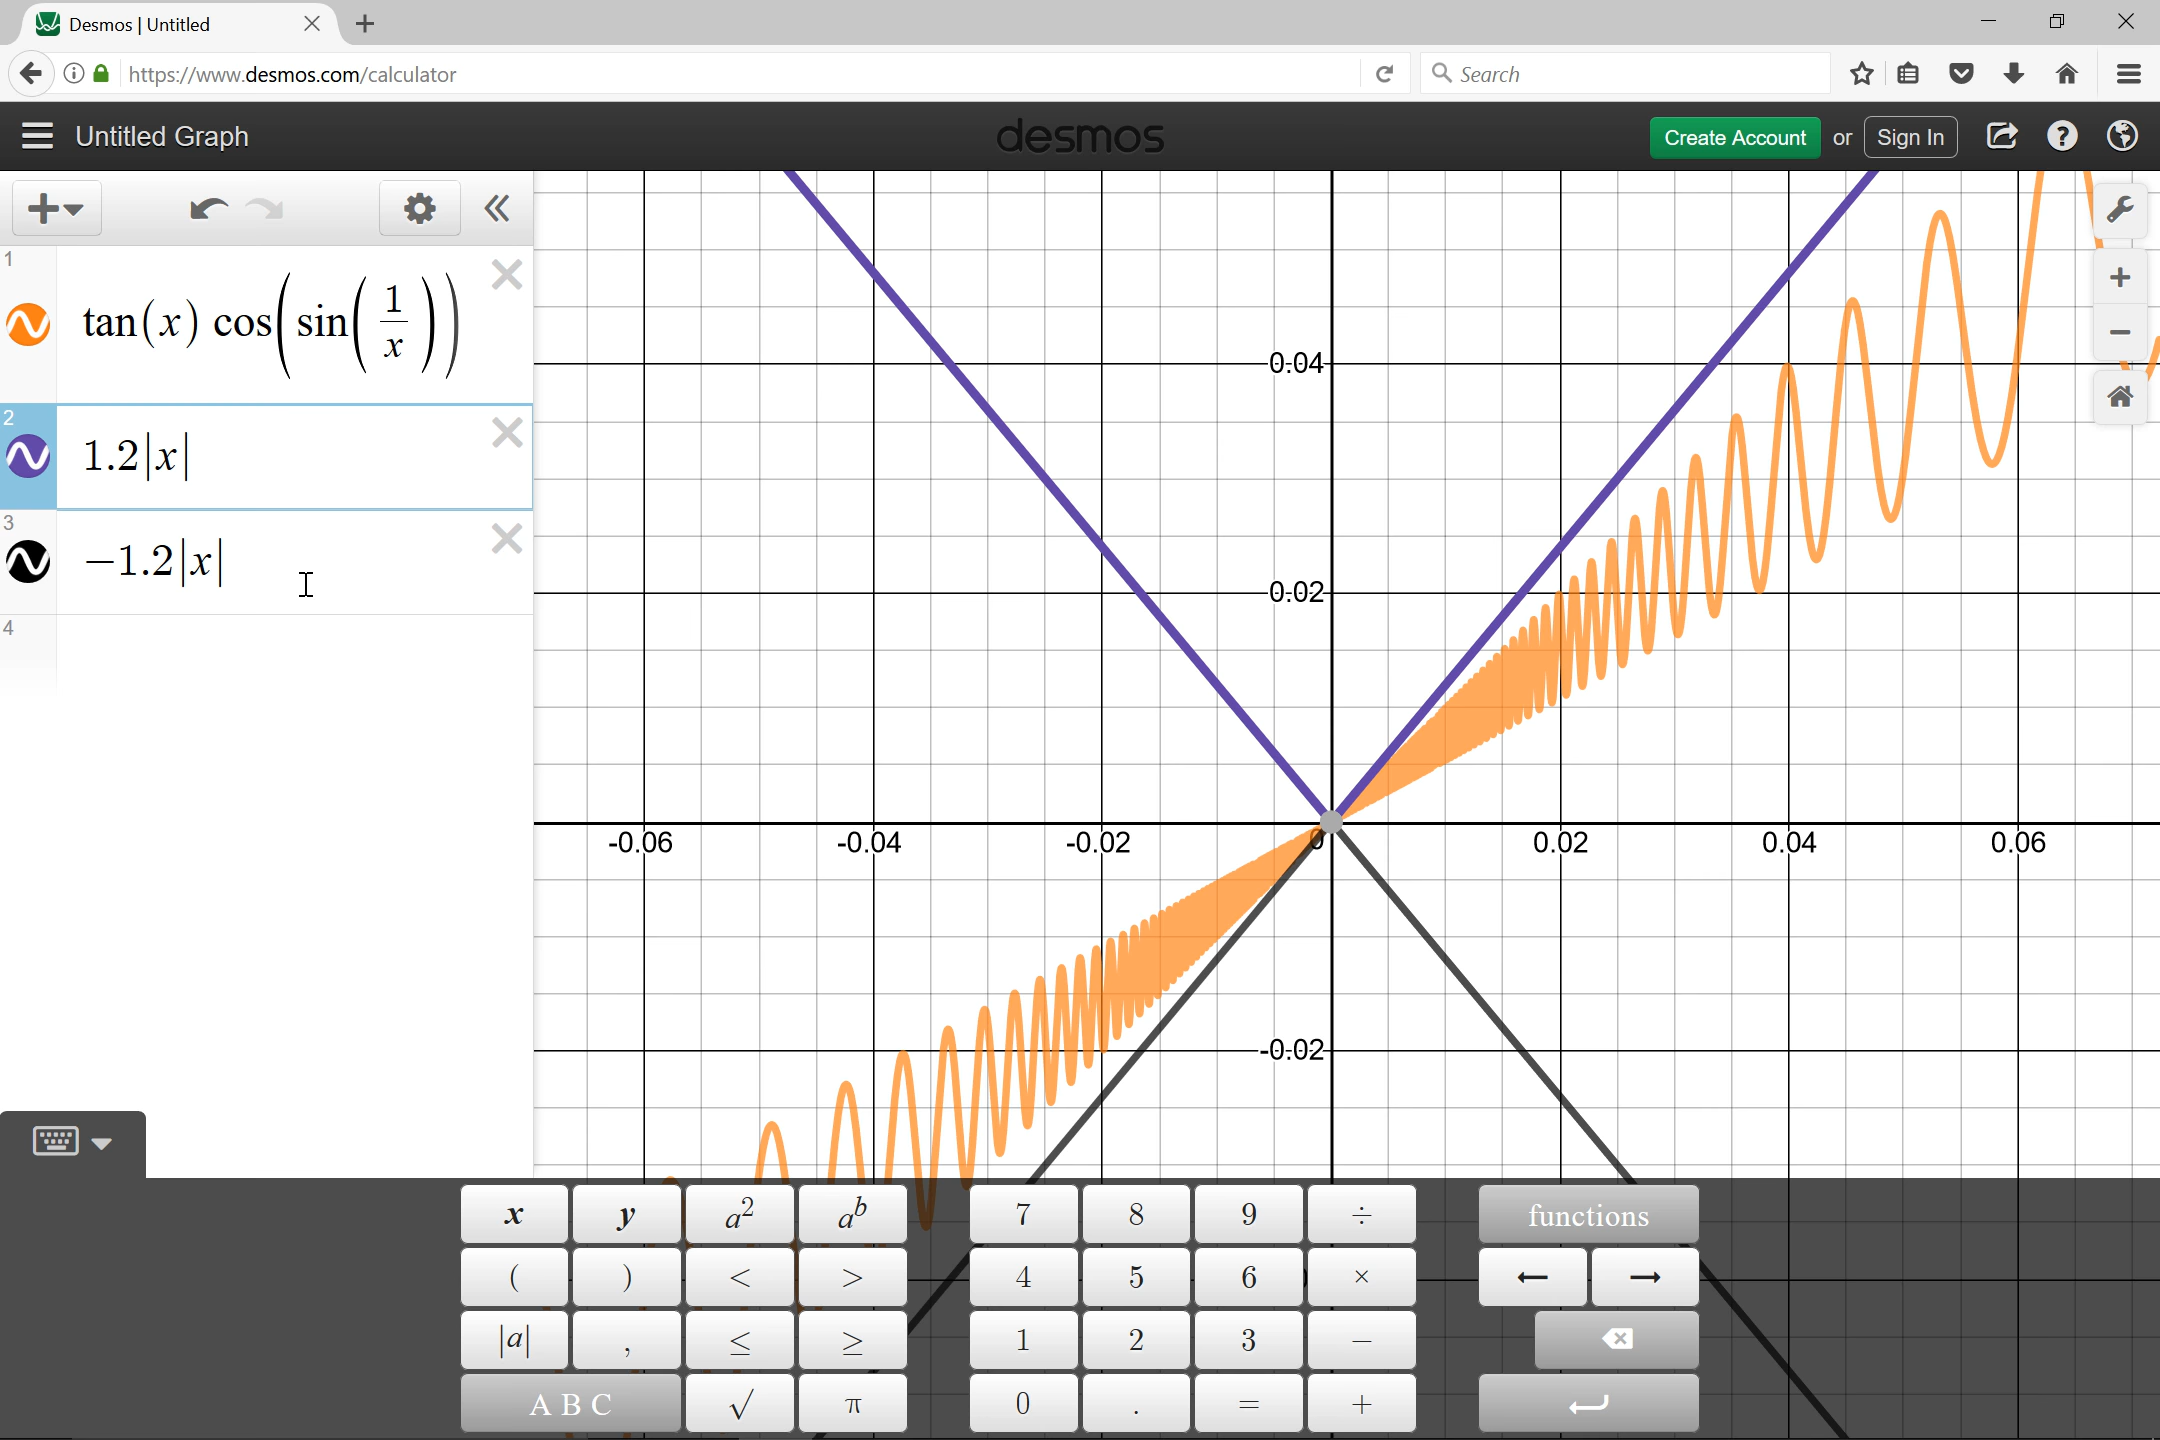 Desmos | Untitled
https://www.desmos.com/calculator
Search
Untitled Graph
desmos
Create Account or Sign In
1
tan(x) cos(sin(1/x))
2
1.2|x|
3
−1.2|x|
4
0.04
0.02
-0.06 -0.04 -0.02 0 0.02 0.04 0.06
-0.02
x y a² aᵇ 7 8 9 ÷ functions
( ) < > 4 5 6 × ← →
|a| , ≤ ≥ 1 2 3 −
A B C √ π 0 . = +